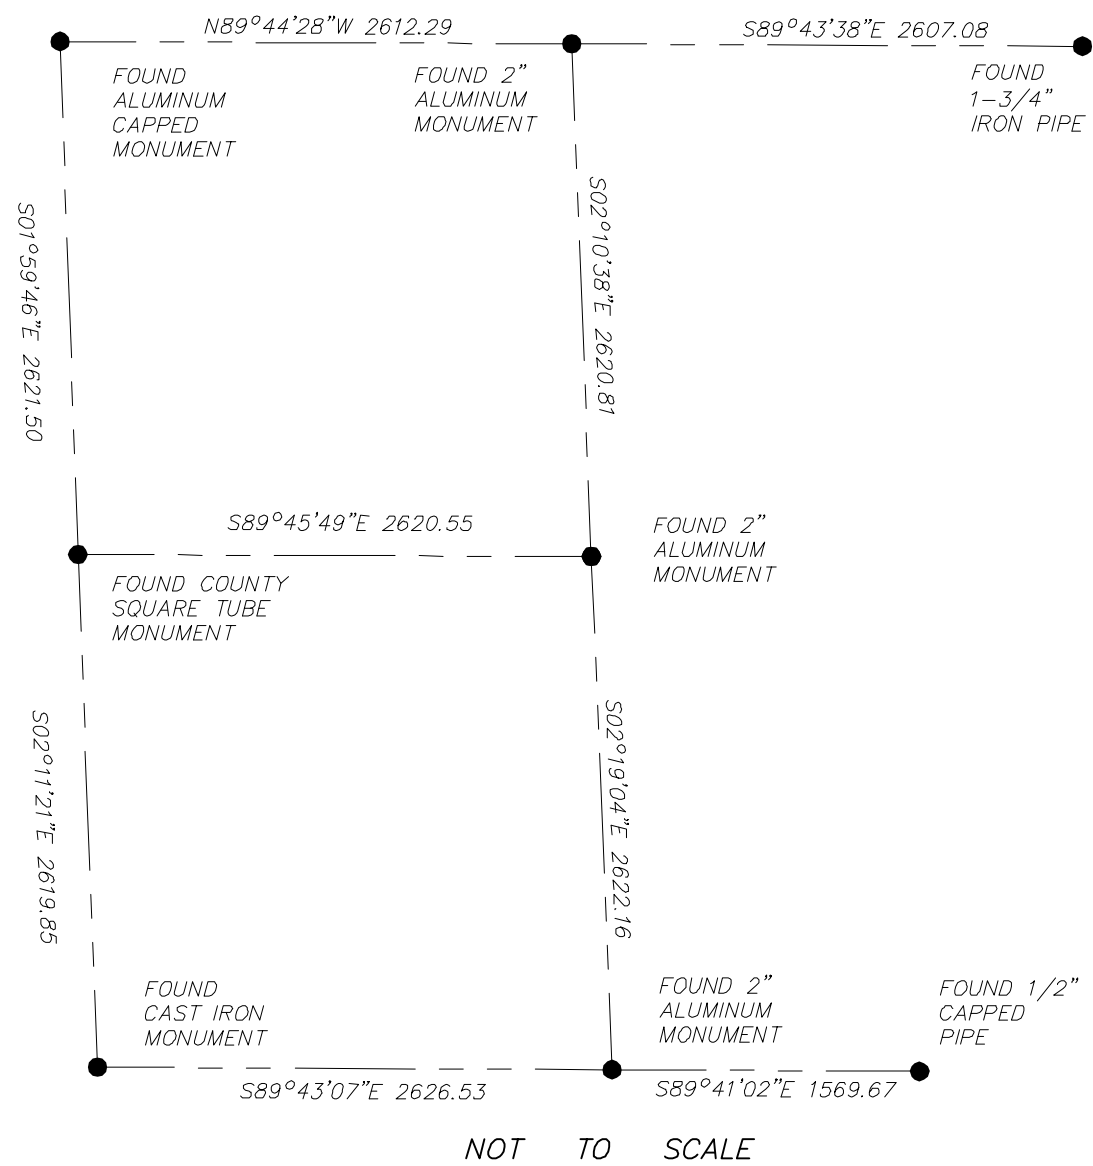 N89°44'28"W 2612.29
S89°43'38"E 2607.08
FOUND
ALUMINUM
CAPPED
MONUMENT
FOUND 2"
ALUMINUM
MONUMENT
FOUND
1-3/4"
IRON PIPE
S01°59'46"E 2621.50
S02°10'38"E 2620.81
S89°45'49"E 2620.55
FOUND 2"
ALUMINUM
MONUMENT
FOUND COUNTY
SQUARE TUBE
MONUMENT
S02°11'21"E 2619.85
S02°19'04"E 2622.16
FOUND
CAST IRON
MONUMENT
FOUND 2"
ALUMINUM
MONUMENT
FOUND 1/2"
CAPPED
PIPE
S89°43'07"E 2626.53
S89°41'02"E 1569.67
NOT TO SCALE